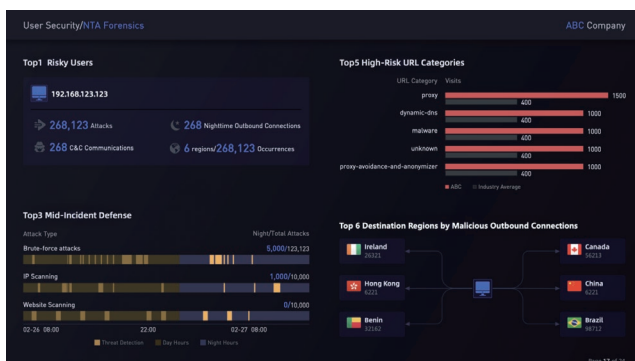 User Security/NTA Forensics
ABC Company
Top1 Risky Users
192.168.123.123
268,123 Attacks
268 Nighttime Outbound Connections
268 C&C Communications
6 regions/268,123 Occurrences
Top5 High-Risk URL Categories
URL Category Visits
proxy 1500
400
dynamic-dns 1000
400
malware 1000
400
unknown 1000
400
proxy-avoidance-and-anonymizer 1000
400
ABC Industry Average
Top3 Mid-Incident Defense
Attack Type Night/Total Attacks
Brute-force attacks 5,000/123,123
IP Scanning 1,000/10,000
Website Scanning 0/10,000
02-26 08:00 22:00 02-27 08:00
Threat Detection Day Hours Night Hours
Top 6 Destination Regions by Malicious Outbound Connections
Ireland
26321
Canada
56213
Hong Kong
6221
China
6221
Benin
32162
Brazil
98712